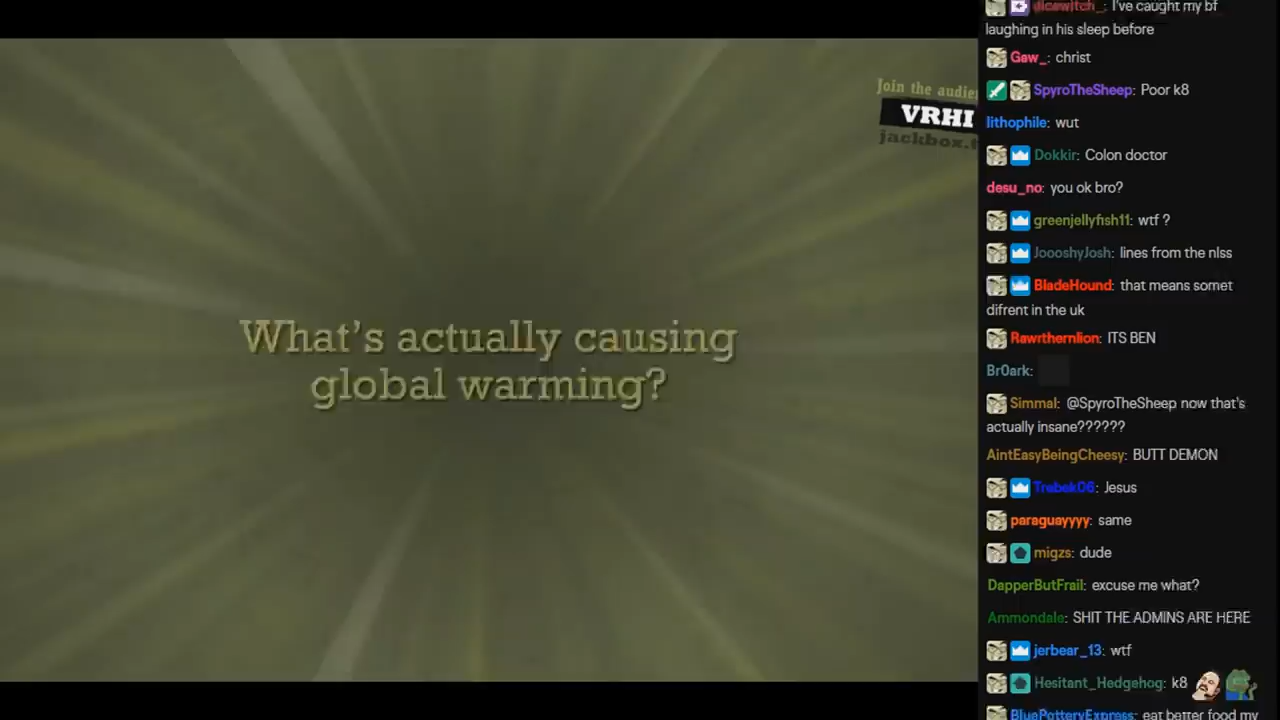 Join the audie
VRHI
jackbox.t
What's actually causing
global warming?
dicewitch_: I've caught my bf
laughing in his sleep before
Gaw_: christ
SpyroTheSheep: Poor k8
lithophile: wut
Dokkir: Colon doctor
desu_no: you ok bro?
greenjellyfish11: wtf ?
JoooshyJosh: lines from the nlss
BladeHound: that means somet
difrent in the uk
Rawrthernlion: ITS BEN
Br0ark:
Simmal: @SpyroTheSheep now that's
actually insane??????
AintEasyBeingCheesy: BUTT DEMON
Trebek06: Jesus
paraguayyyy: same
migzs: dude
DapperButFrail: excuse me what?
Ammondale: SHIT THE ADMINS ARE HERE
jerbear_13: wtf
Hesitant_Hedgehog: k8
BluePotteryExpress: eat better food my